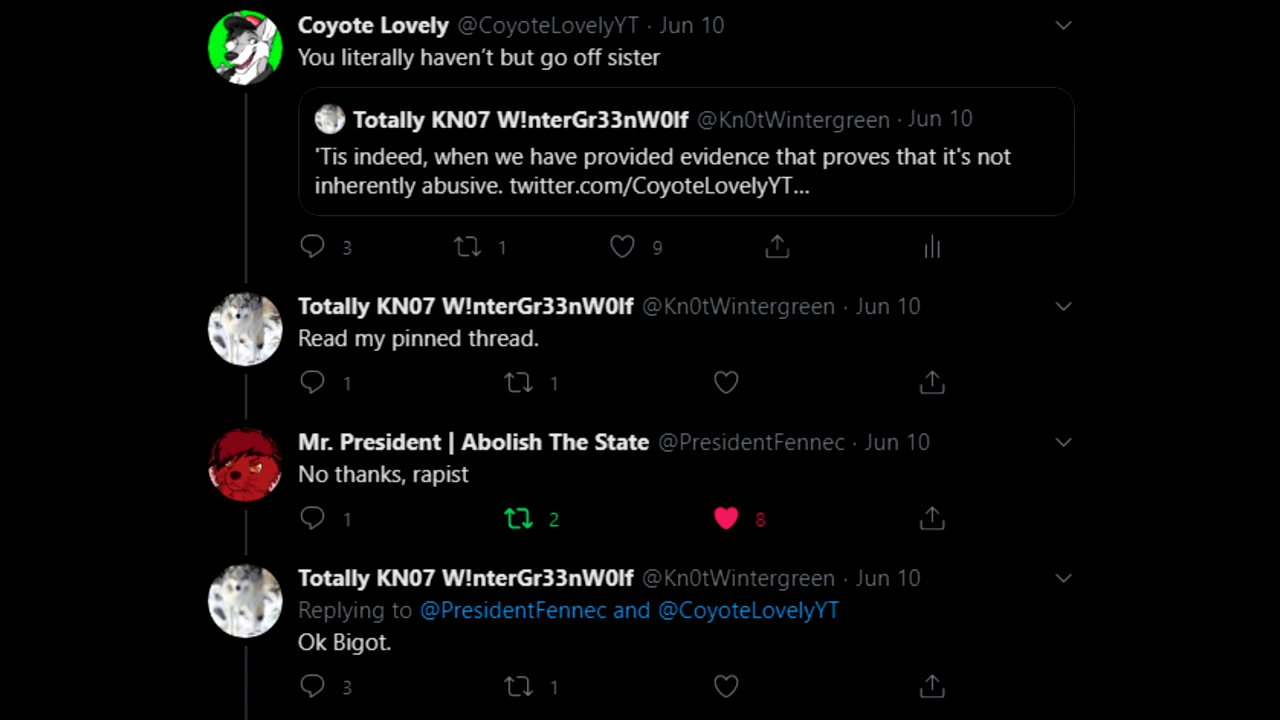 Coyote Lovely @CoyoteLovelyYT · Jun 10
You literally haven’t but go off sister
Totally KN07 W!nterGr33nW0lf @Kn0tWintergreen · Jun 10
'Tis indeed, when we have provided evidence that proves that it's not
inherently abusive. twitter.com/CoyoteLovelyYT...
3 1 9
Totally KN07 W!nterGr33nW0lf @Kn0tWintergreen · Jun 10
Read my pinned thread.
1 1
Mr. President | Abolish The State @PresidentFennec · Jun 10
No thanks, rapist
1 2 8
Totally KN07 W!nterGr33nW0lf @Kn0tWintergreen · Jun 10
Replying to @PresidentFennec and @CoyoteLovelyYT
Ok Bigot.
3 1